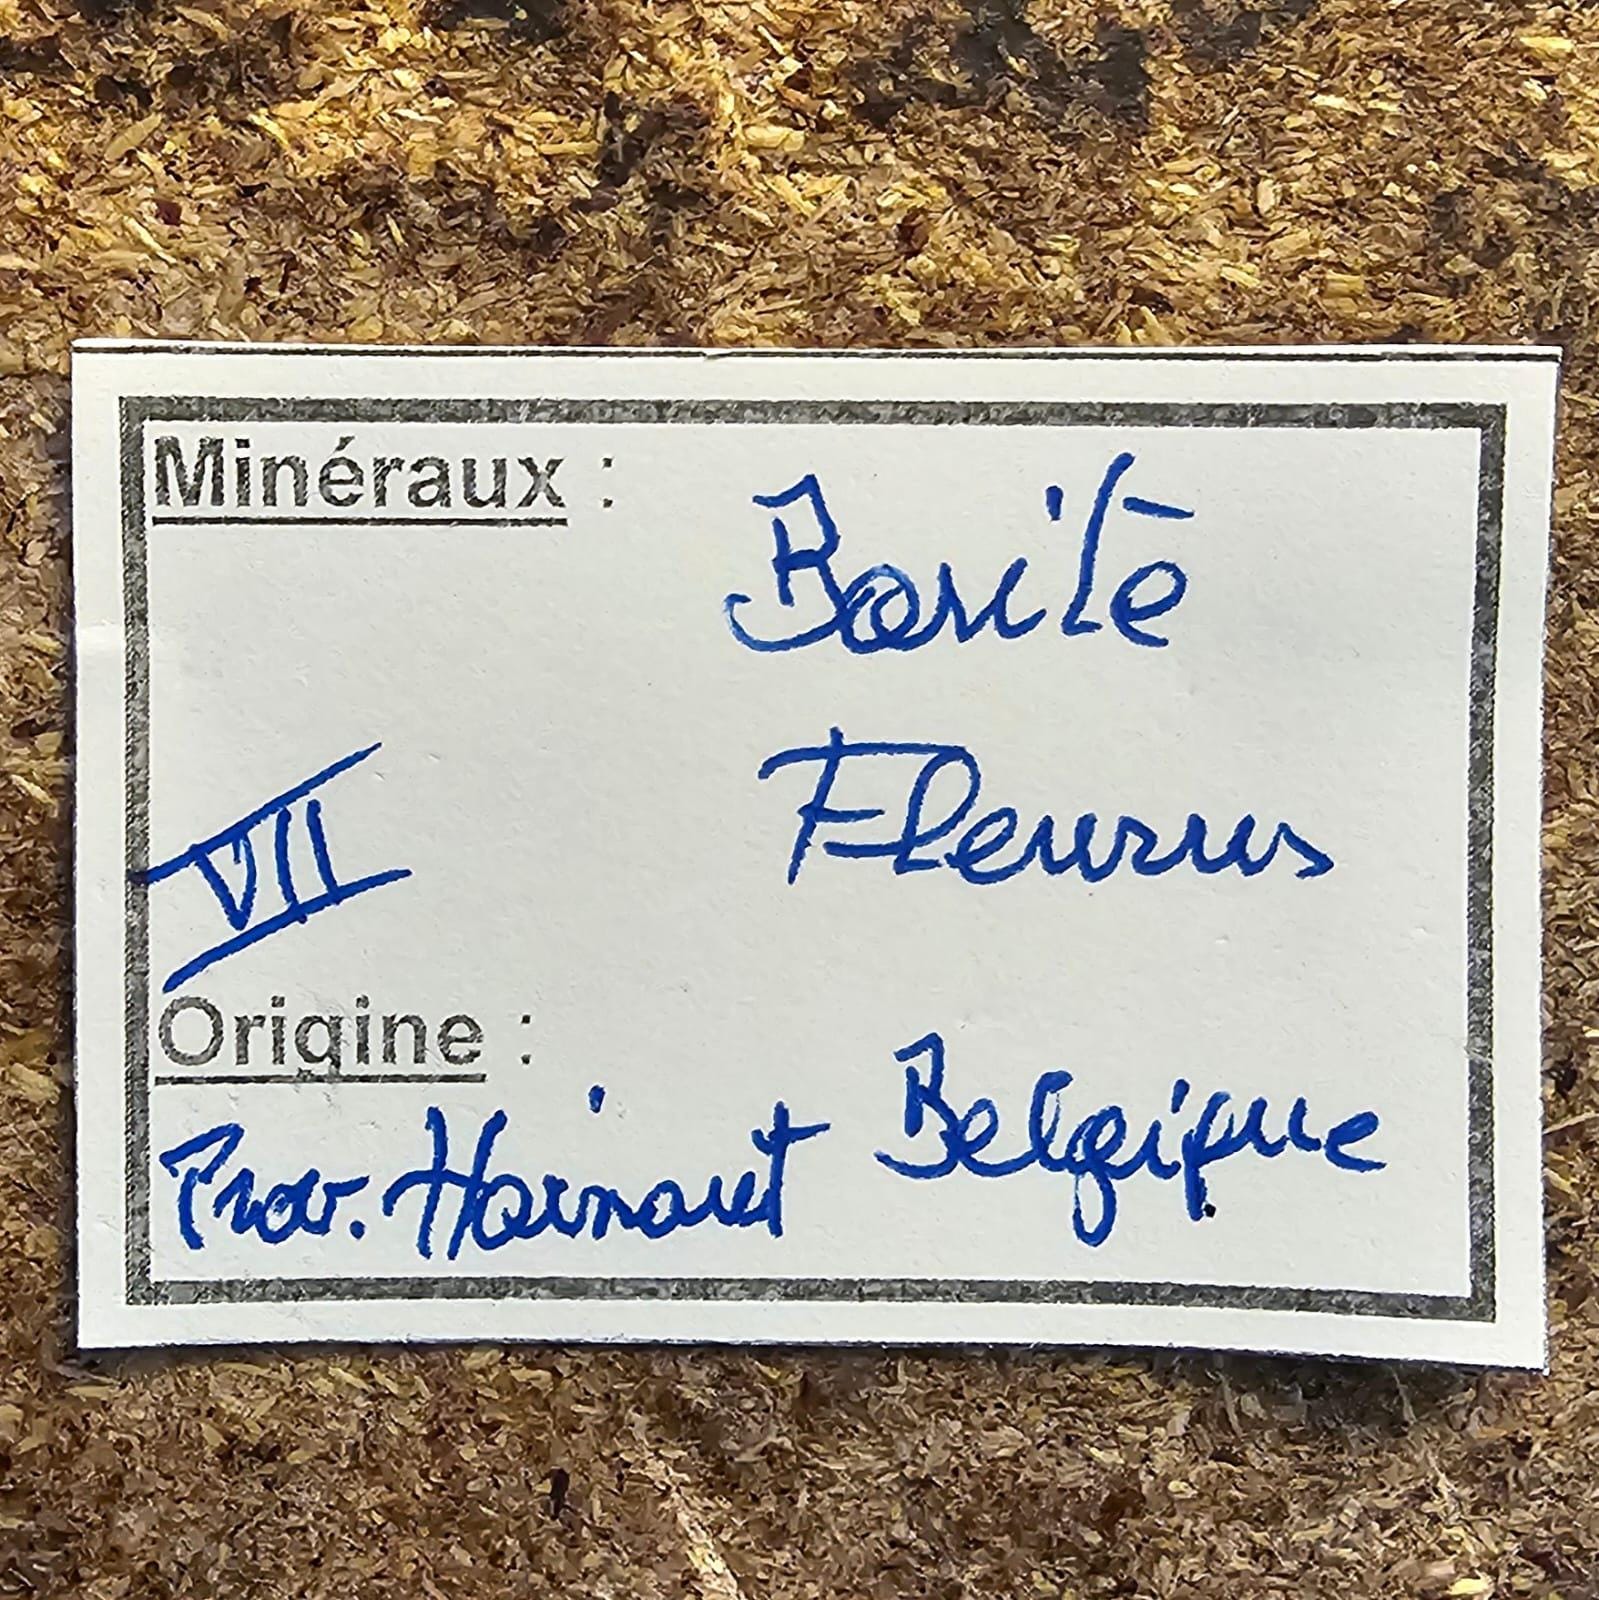 Minéraux : Barite
Fleurus
VII
Origine :
Prov. Hainaut Belgique